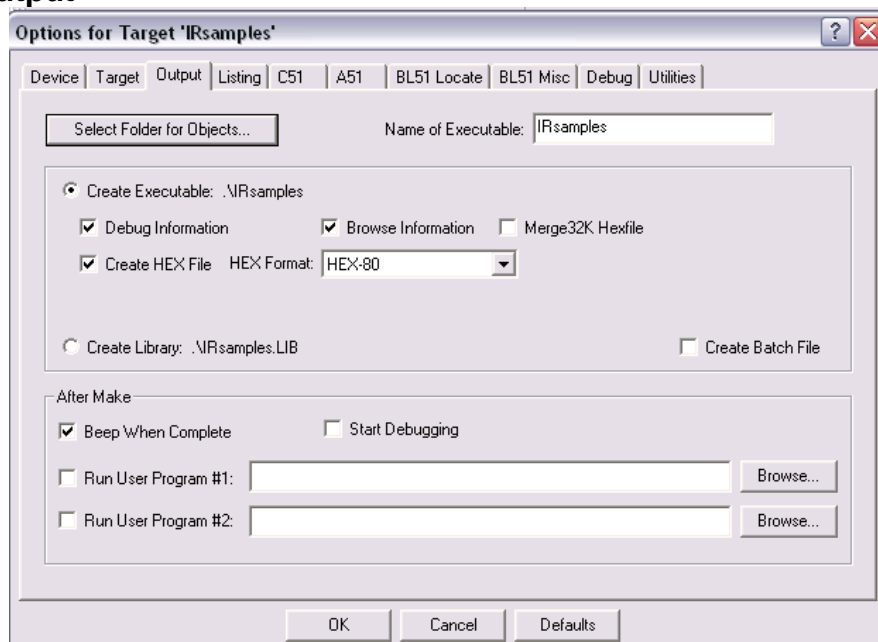 Options for Target 'IRsamples'
Device Target Output Listing C51 A51 BL51 Locate BL51 Misc Debug Utilities
Select Folder for Objects... Name of Executable: IRsamples
Create Executable: .\IRsamples
Debug Information Browse Information Merge32K Hexfile
Create HEX File HEX Format: HEX-80
Create Library: .\IRsamples.LIB Create Batch File
After Make
Beep When Complete Start Debugging
Run User Program #1: Browse...
Run User Program #2: Browse...
OK Cancel Defaults